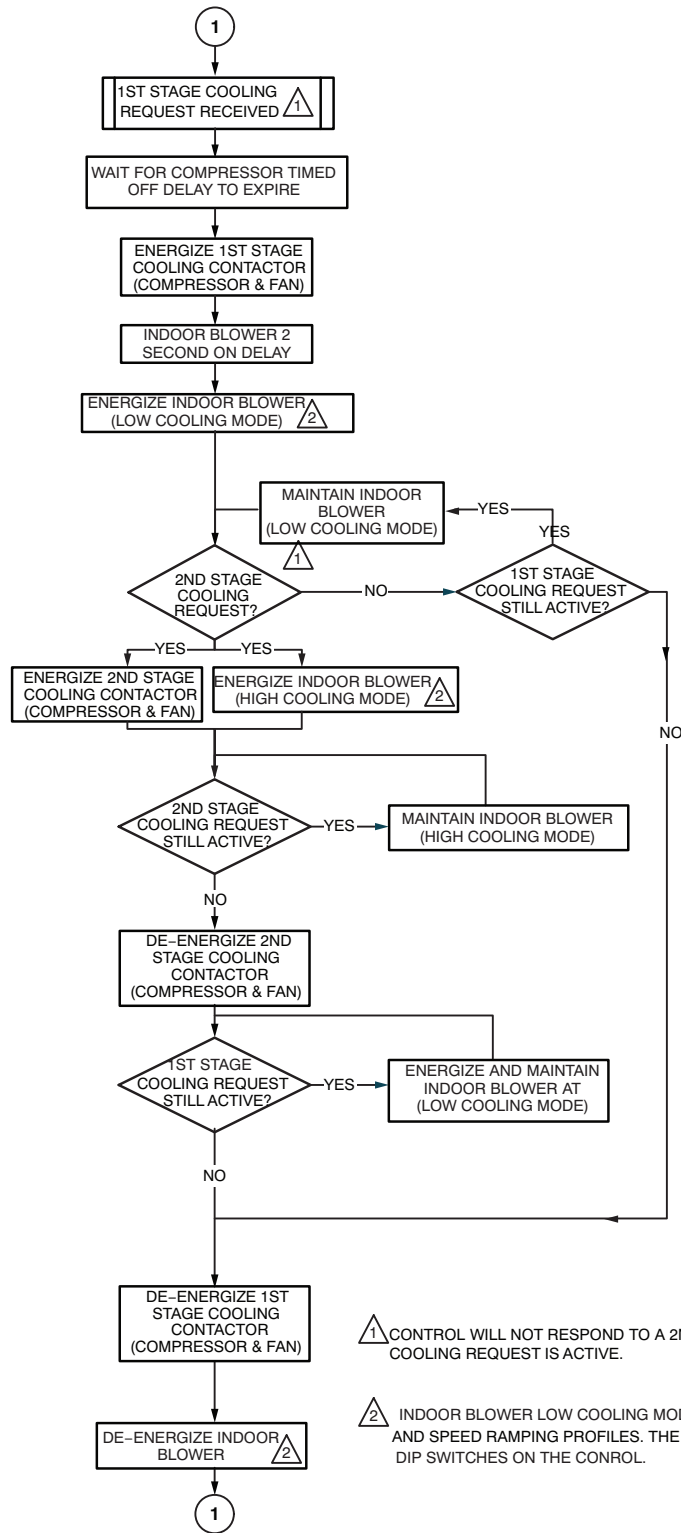 1
1ST STAGE COOLING
REQUEST RECEIVED 1
WAIT FOR COMPRESSOR TIMED
OFF DELAY TO EXPIRE
ENERGIZE 1ST STAGE
COOLING CONTACTOR
(COMPRESSOR & FAN)
INDOOR BLOWER 2
SECOND ON DELAY
ENERGIZE INDOOR BLOWER
(LOW COOLING MODE) 2
MAINTAIN INDOOR
BLOWER
(LOW COOLING MODE)
1
YES
YES
2ND STAGE
COOLING
REQUEST?
NO
1ST STAGE
COOLING REQUEST
STILL ACTIVE?
NO
YES
YES
ENERGIZE 2ND STAGE
COOLING CONTACTOR
(COMPRESSOR & FAN)
ENERGIZE INDOOR BLOWER
(HIGH COOLING MODE) 2
2ND STAGE
COOLING REQUEST
STILL ACTIVE?
YES
MAINTAIN INDOOR BLOWER
(HIGH COOLING MODE)
NO
DE–ENERGIZE 2ND
STAGE COOLING
CONTACTOR
(COMPRESSOR & FAN)
1ST STAGE
COOLING REQUEST
STILL ACTIVE?
YES
ENERGIZE AND MAINTAIN
INDOOR BLOWER AT
(LOW COOLING MODE)
NO
DE–ENERGIZE 1ST
STAGE COOLING
CONTACTOR
(COMPRESSOR & FAN)
DE–ENERGIZE INDOOR
BLOWER 2
1
1 CONTROL WILL NOT RESPOND TO A
COOLING REQUEST IS ACTIVE.
2 INDOOR BLOWER LOW COOLING
AND SPEED RAMPING PROFILES. THE
DIP SWITCHES ON THE CONROL.